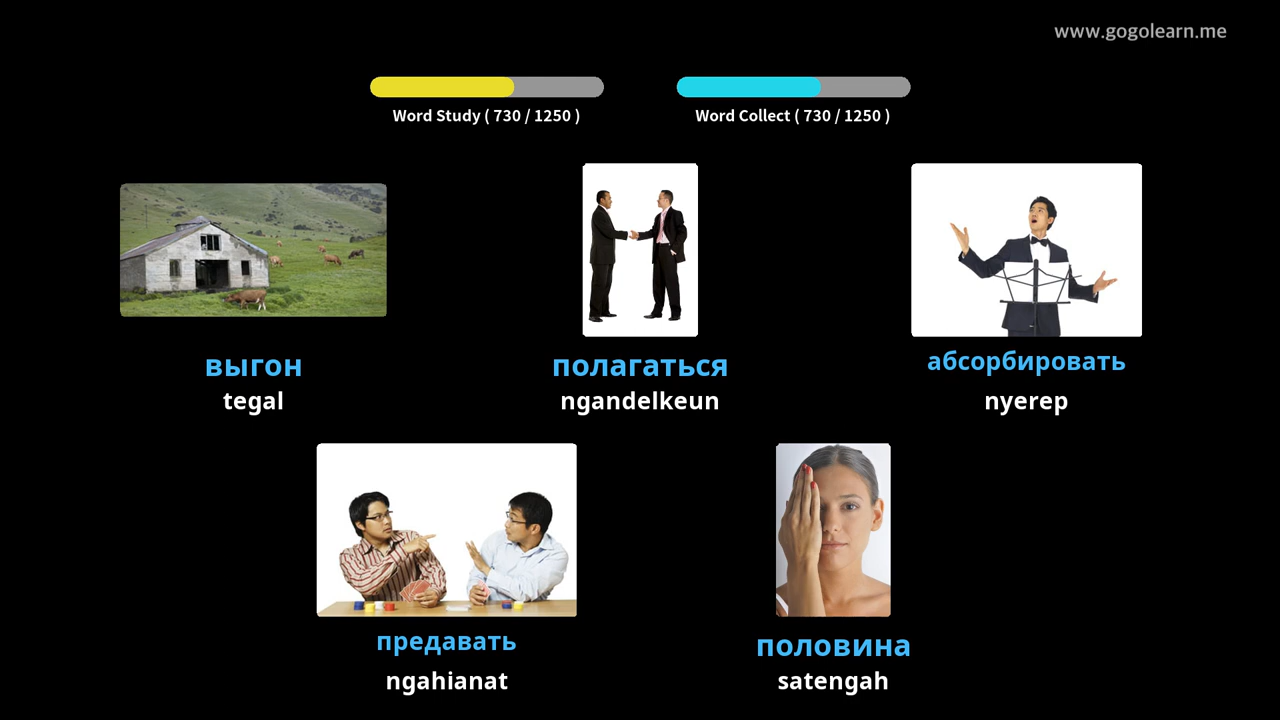 www.gogolearn.me
Word Study ( 730 / 1250 )
Word Collect ( 730 / 1250 )
выгон
tegal
полагаться
ngandelkeun
абсорбировать
nyerep
предавать
ngahianat
половина
satengah